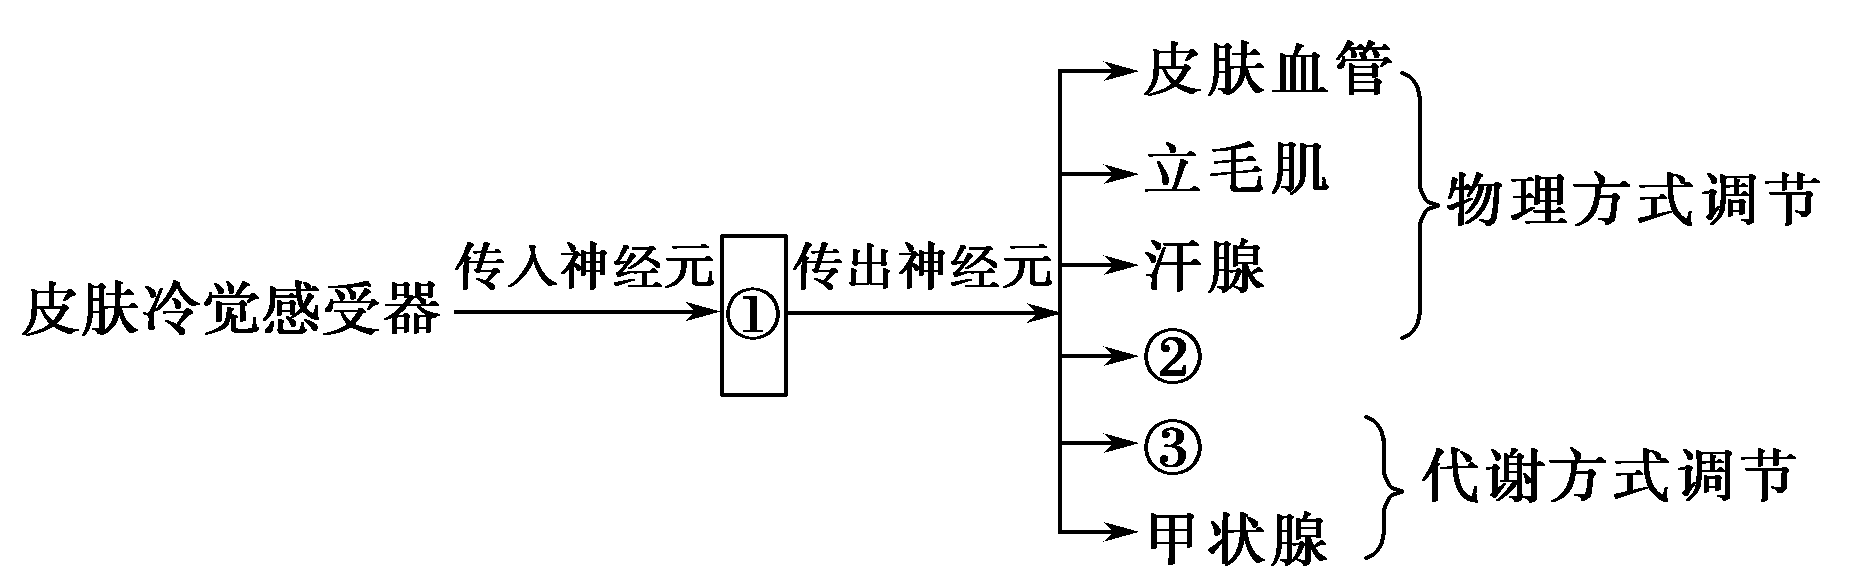 皮肤冷觉感受器
传入神经元
①
传出神经元
皮肤血管
立毛肌
汗腺
②
③
甲状腺
物理方式调节
代谢方式调节